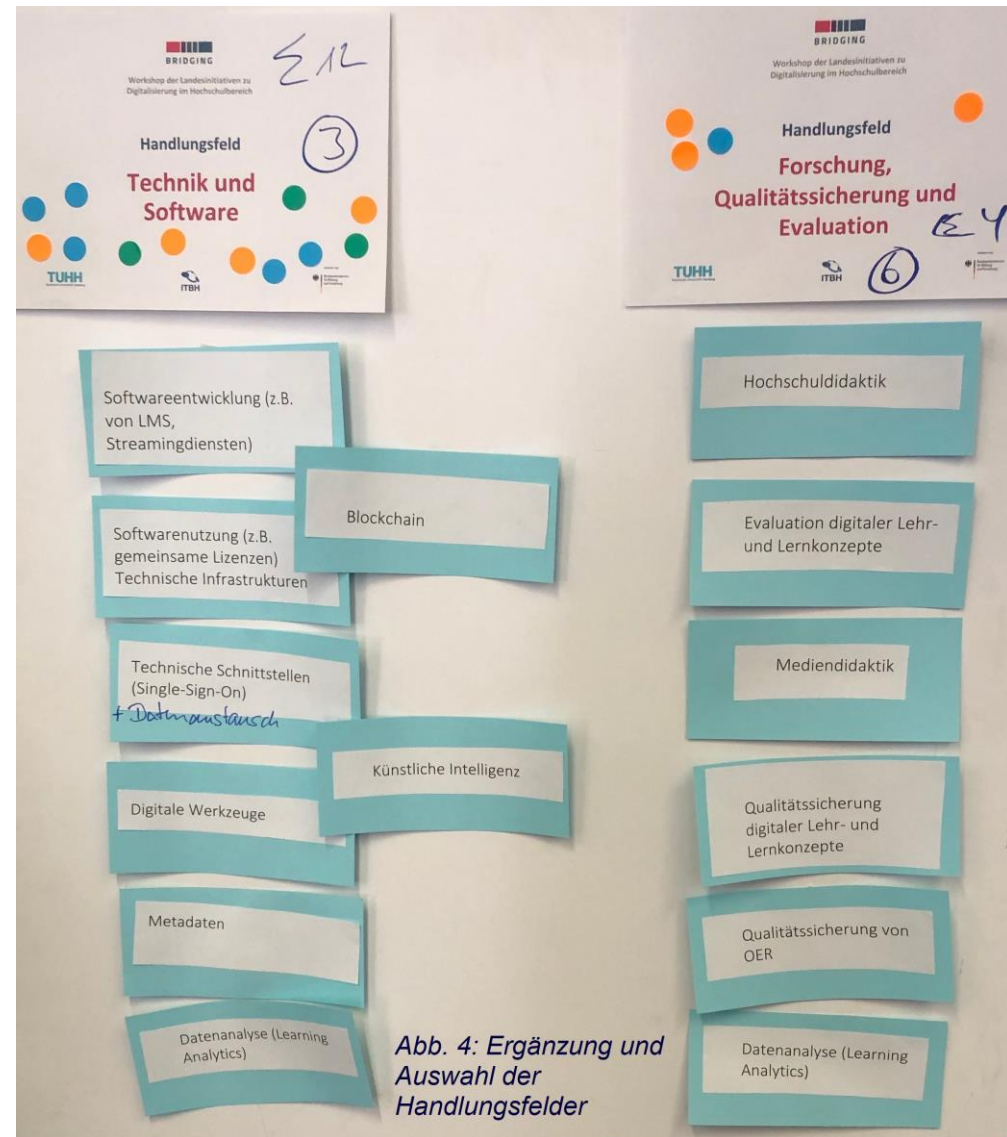 BRIDGING
Workshop der Landesinitiativen zu
Digitalisierung im Hochschulbereich
Σ 12
Handlungsfeld
3
Technik und
Software
TUHH
ITBH
Softwareentwicklung (z.B.
von LMS,
Streamingdiensten)
Blockchain
Softwarenutzung (z.B.
gemeinsame Lizenzen)
Technische Infrastrukturen
Technische Schnittstellen
(Single-Sign-On)
+ Datenaustausch
Künstliche Intelligenz
Digitale Werkzeuge
Metadaten
Datenanalyse (Learning
Analytics)
BRIDGING
Workshop der Landesinitiativen zu
Digitalisierung im Hochschulbereich
Handlungsfeld
Forschung,
Qualitätssicherung und
Evaluation
Σ 4
TUHH
ITBH
6
Hochschuldidaktik
Evaluation digitaler Lehr-
und Lernkonzepte
Mediendidaktik
Qualitätssicherung
digitaler Lehr- und
Lernkonzepte
Qualitätssicherung von
OER
Datenanalyse (Learning
Analytics)
Abb. 4: Ergänzung und
Auswahl der
Handlungsfelder